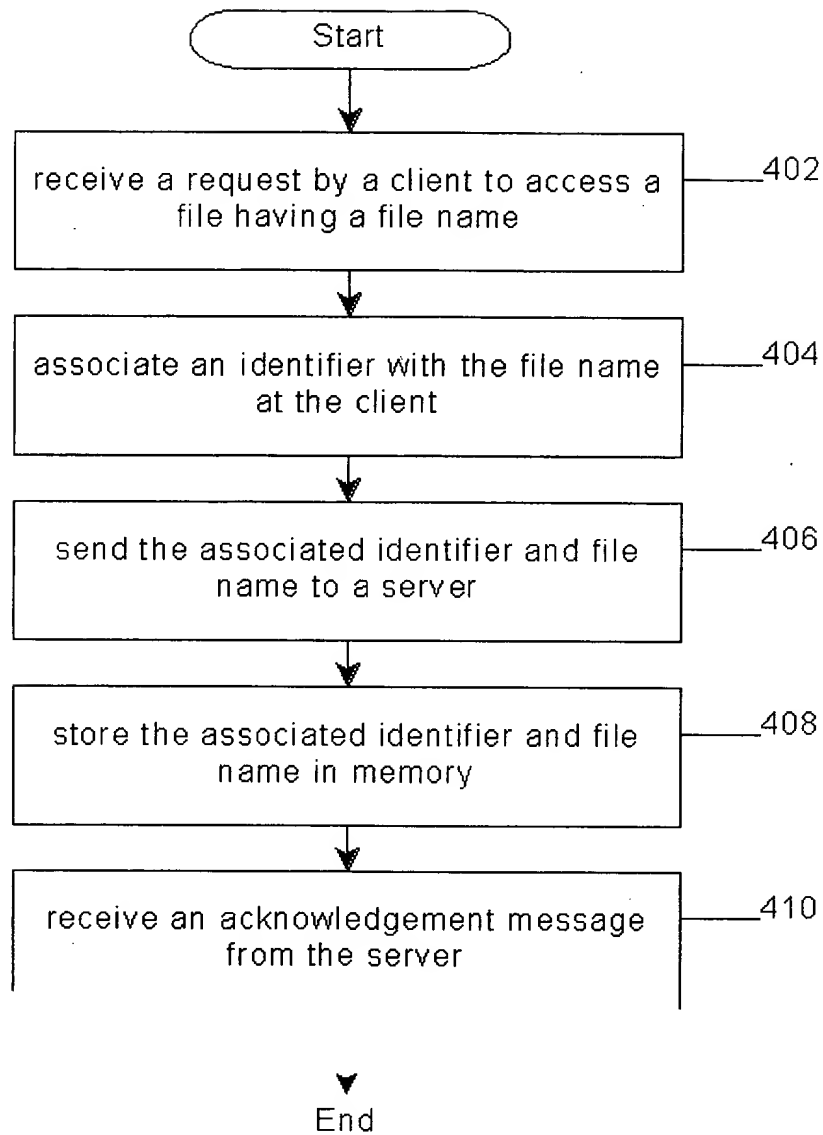 Start
receive a request by a client to access a
file having a file name
402
associate an identifier with the file name
at the client
404
send the associated identifier and file
name to a server
406
store the associated identifier and file
name in memory
408
receive an acknowledgement message
from the server
410
End